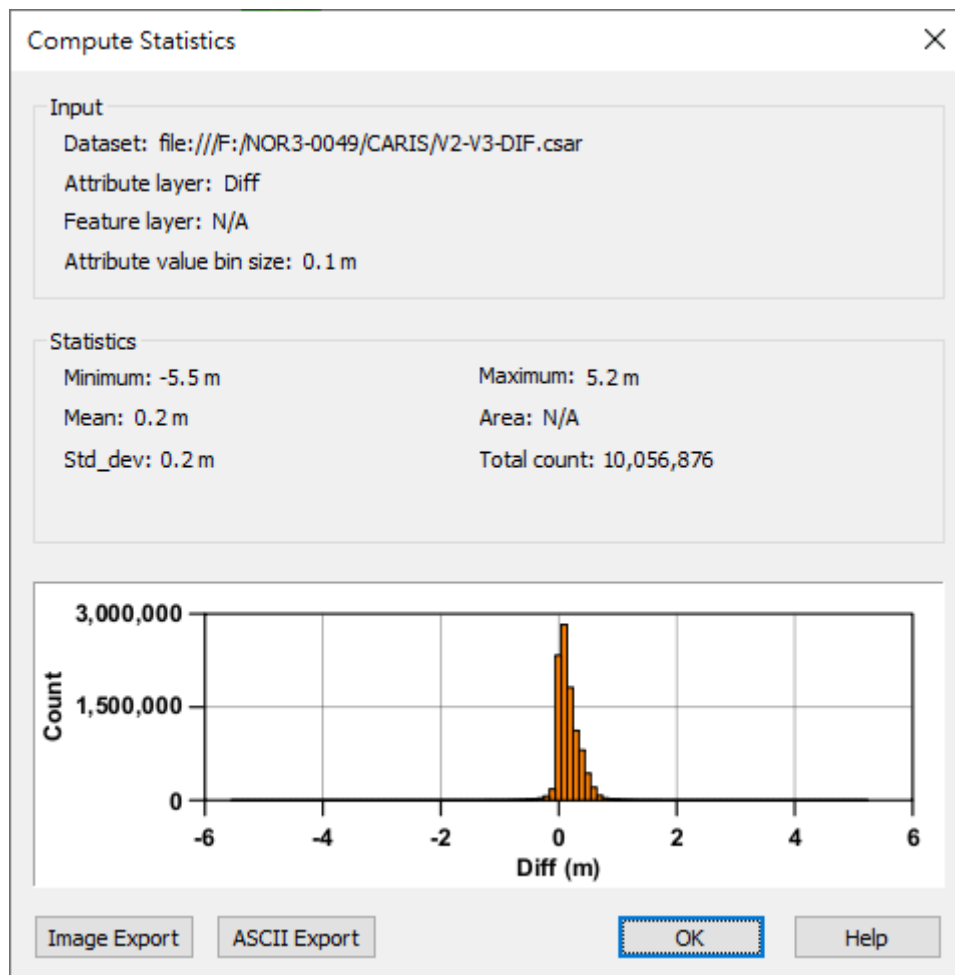 Compute Statistics
Input
Dataset: file:///F:/NOR3-0049/CARIS/V2-V3-DIF.csar
Attribute layer: Diff
Feature layer: N/A
Attribute value bin size: 0.1 m
Statistics
Minimum: -5.5 m Maximum: 5.2 m
Mean: 0.2 m Area: N/A
Std_dev: 0.2 m Total count: 10,056,876
3,000,000
Count
1,500,000
0
-6 -4 -2 0 2 4 6
Diff (m)
Image Export ASCII Export OK Help